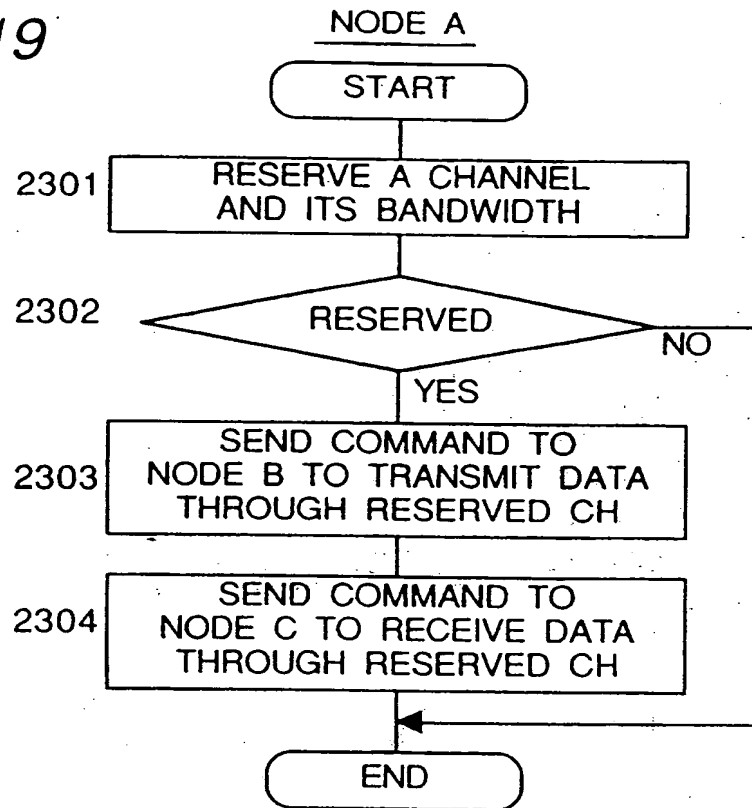 19
NODE A
START
2301
RESERVE A CHANNEL
AND ITS BANDWIDTH
2302
RESERVED
NO
YES
2303
SEND COMMAND TO
NODE B TO TRANSMIT DATA
THROUGH RESERVED CH
2304
SEND COMMAND TO
NODE C TO RECEIVE DATA
THROUGH RESERVED CH
END